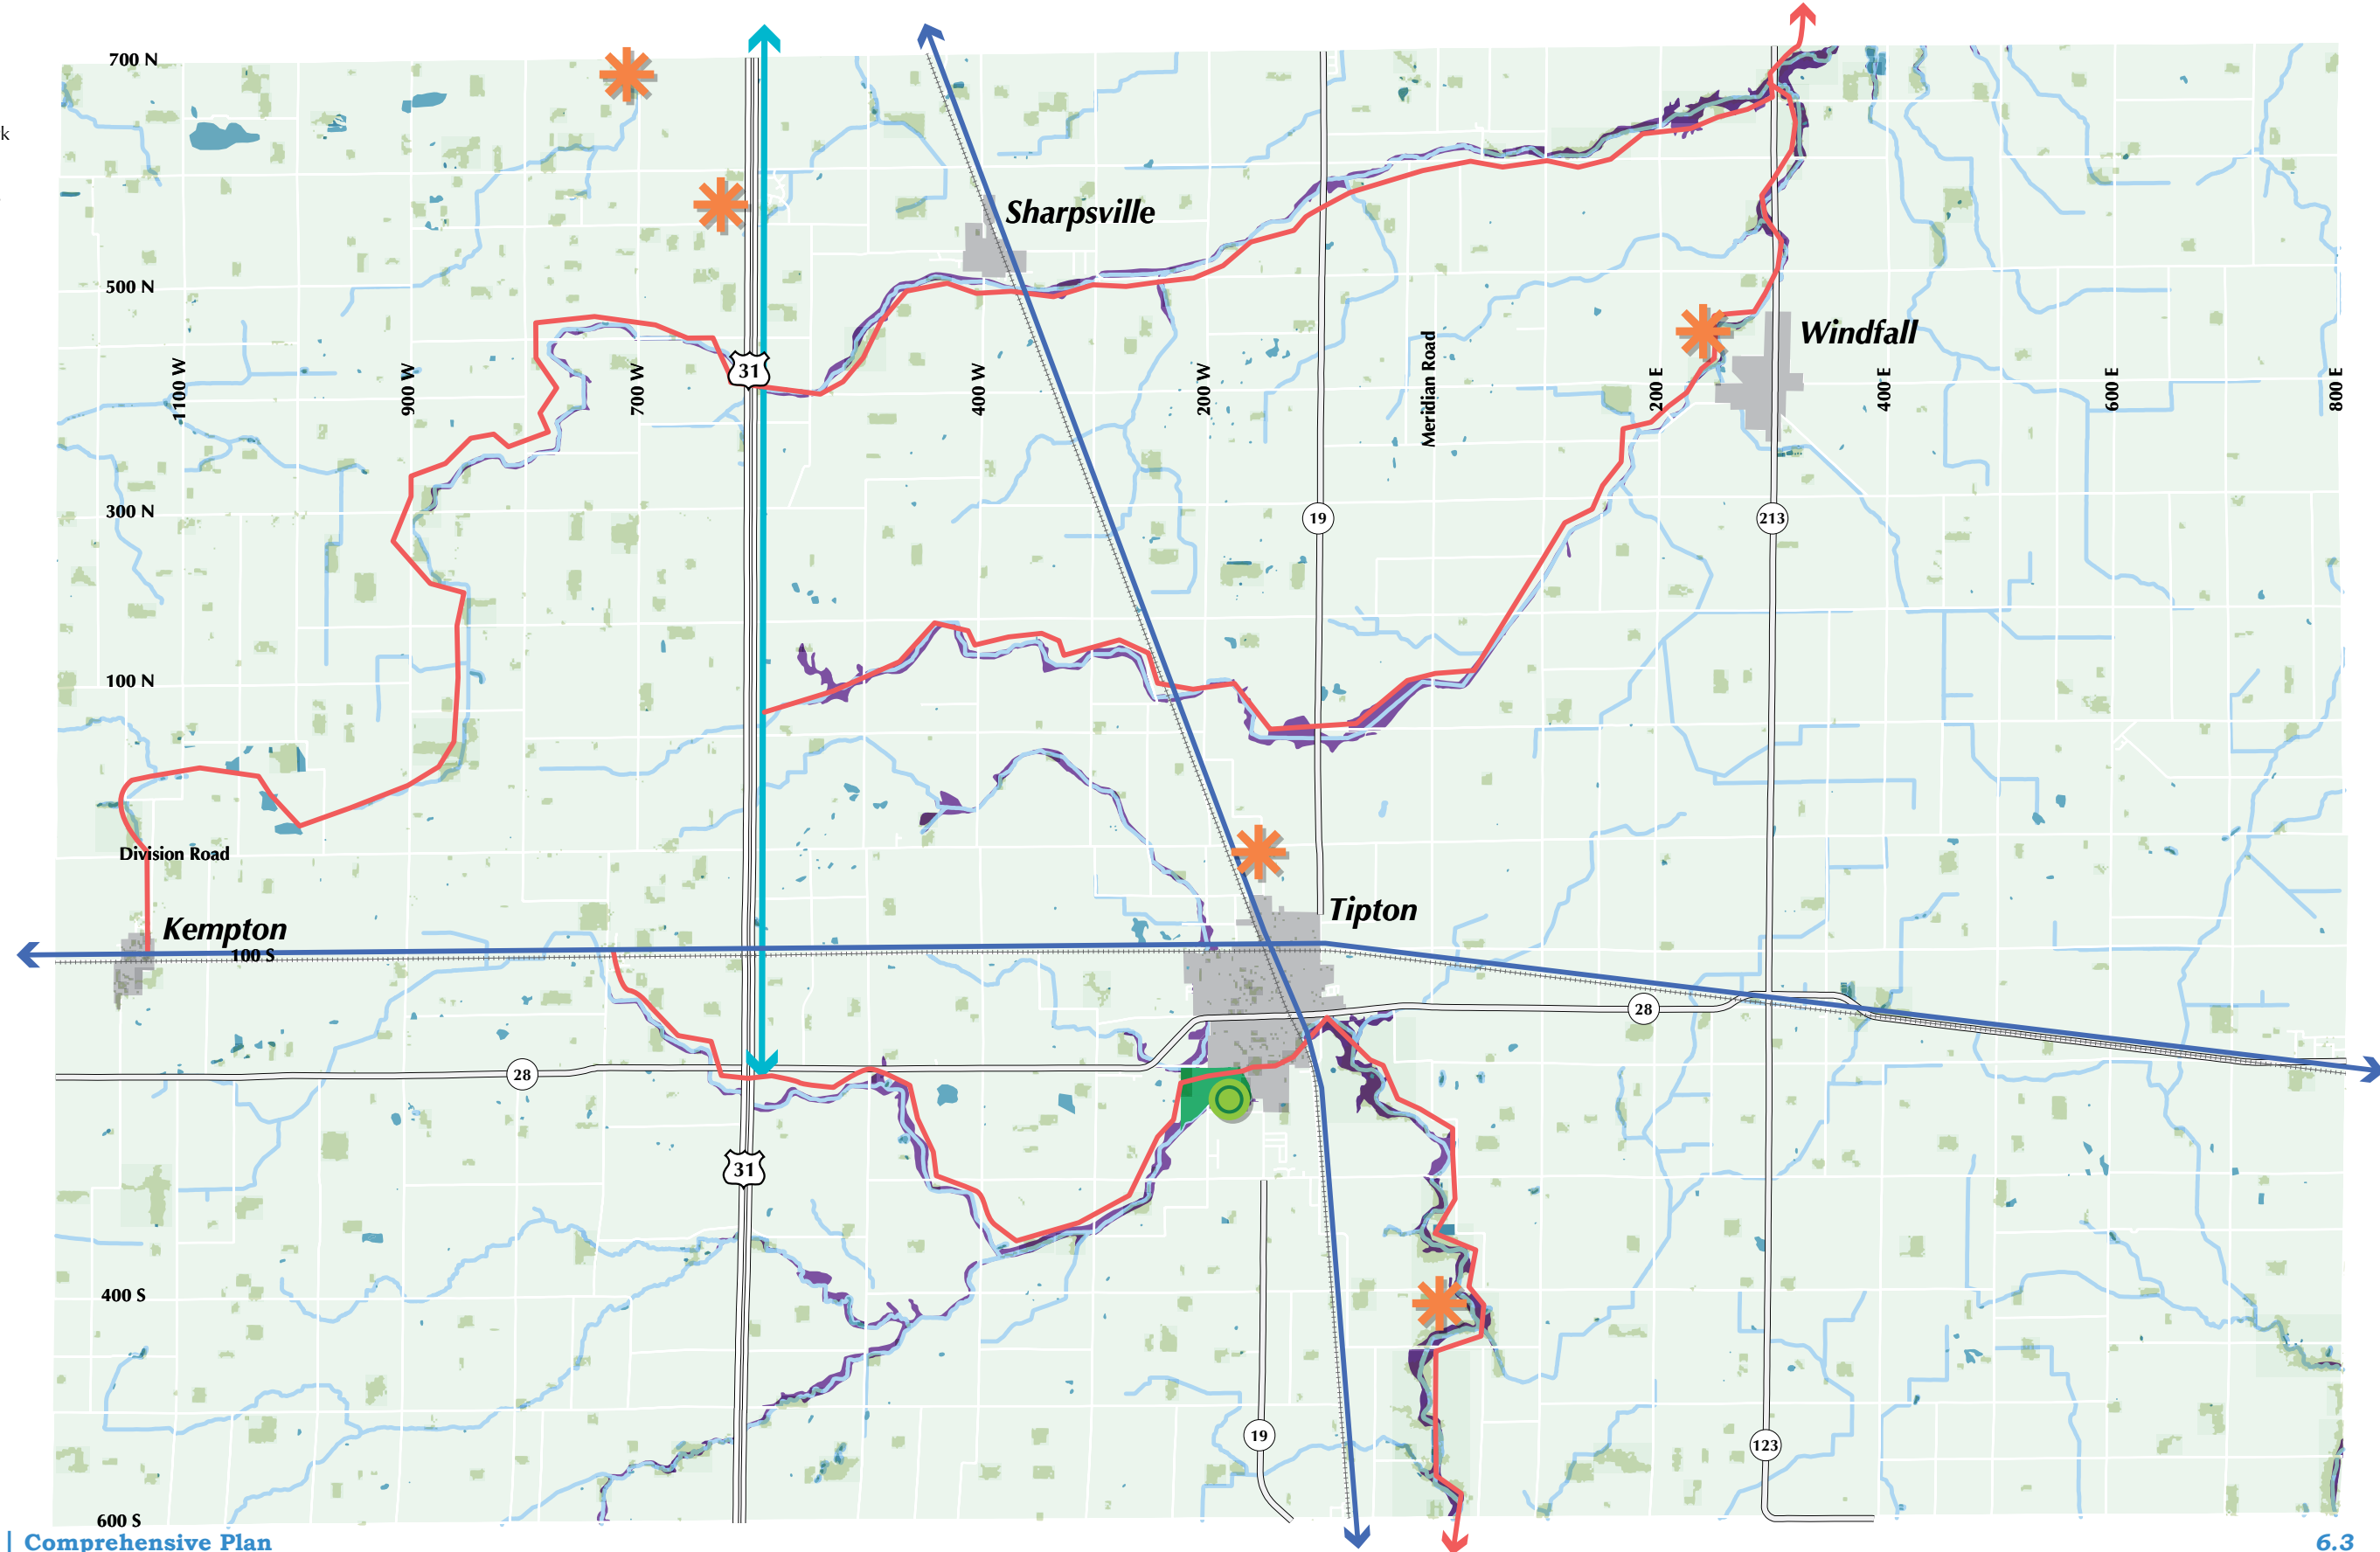 700 N
k
Sharpsville
500 N
Windfall
31
1100 W
900 W
700 W
400 W
2000 W
Meridian Road
200 E
400 E
600 E
800 E
300 N
19
213
100 N
Division Road
Tipton
Kempton
100 S
28
28
31
400 S
19
123
600 S
| Comprehensive Plan
6.3